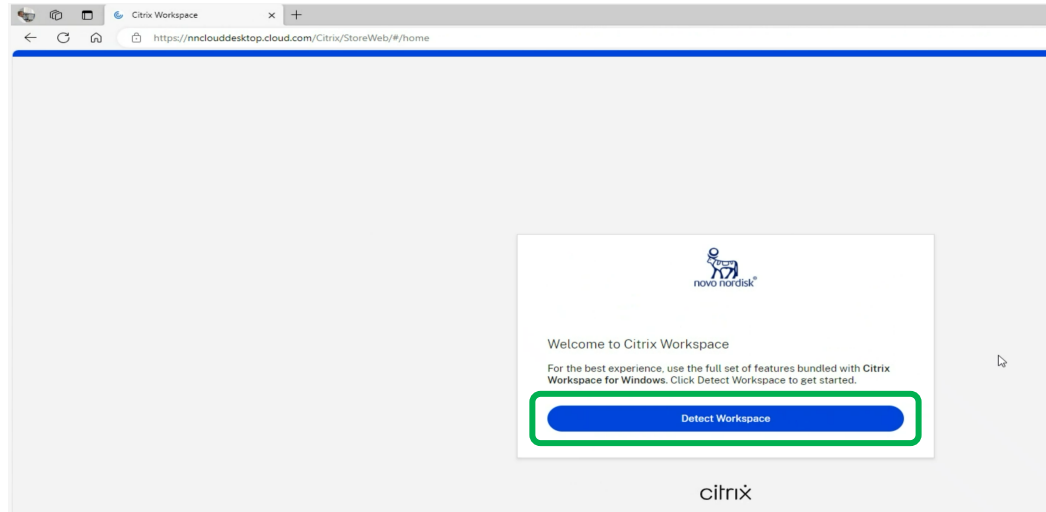 Citrix Workspace
https://nnclouddesktop.cloud.com/Citrix/StoreWeb/#/home
novo nordisk®
Welcome to Citrix Workspace
For the best experience, use the full set of features bundled with Citrix
Workspace for Windows. Click Detect Workspace to get started.
Detect Workspace
citrix